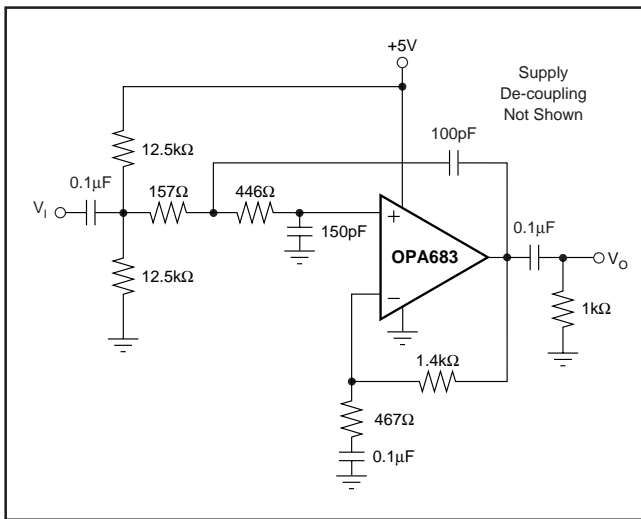 +5V
Supply
De-coupling
Not Shown
100pF
12.5kΩ
0.1µF
157Ω
446Ω
V_I
+
150pF
0.1µF
OPA683
V_O
12.5kΩ
−
1kΩ
1.4kΩ
467Ω
0.1µF